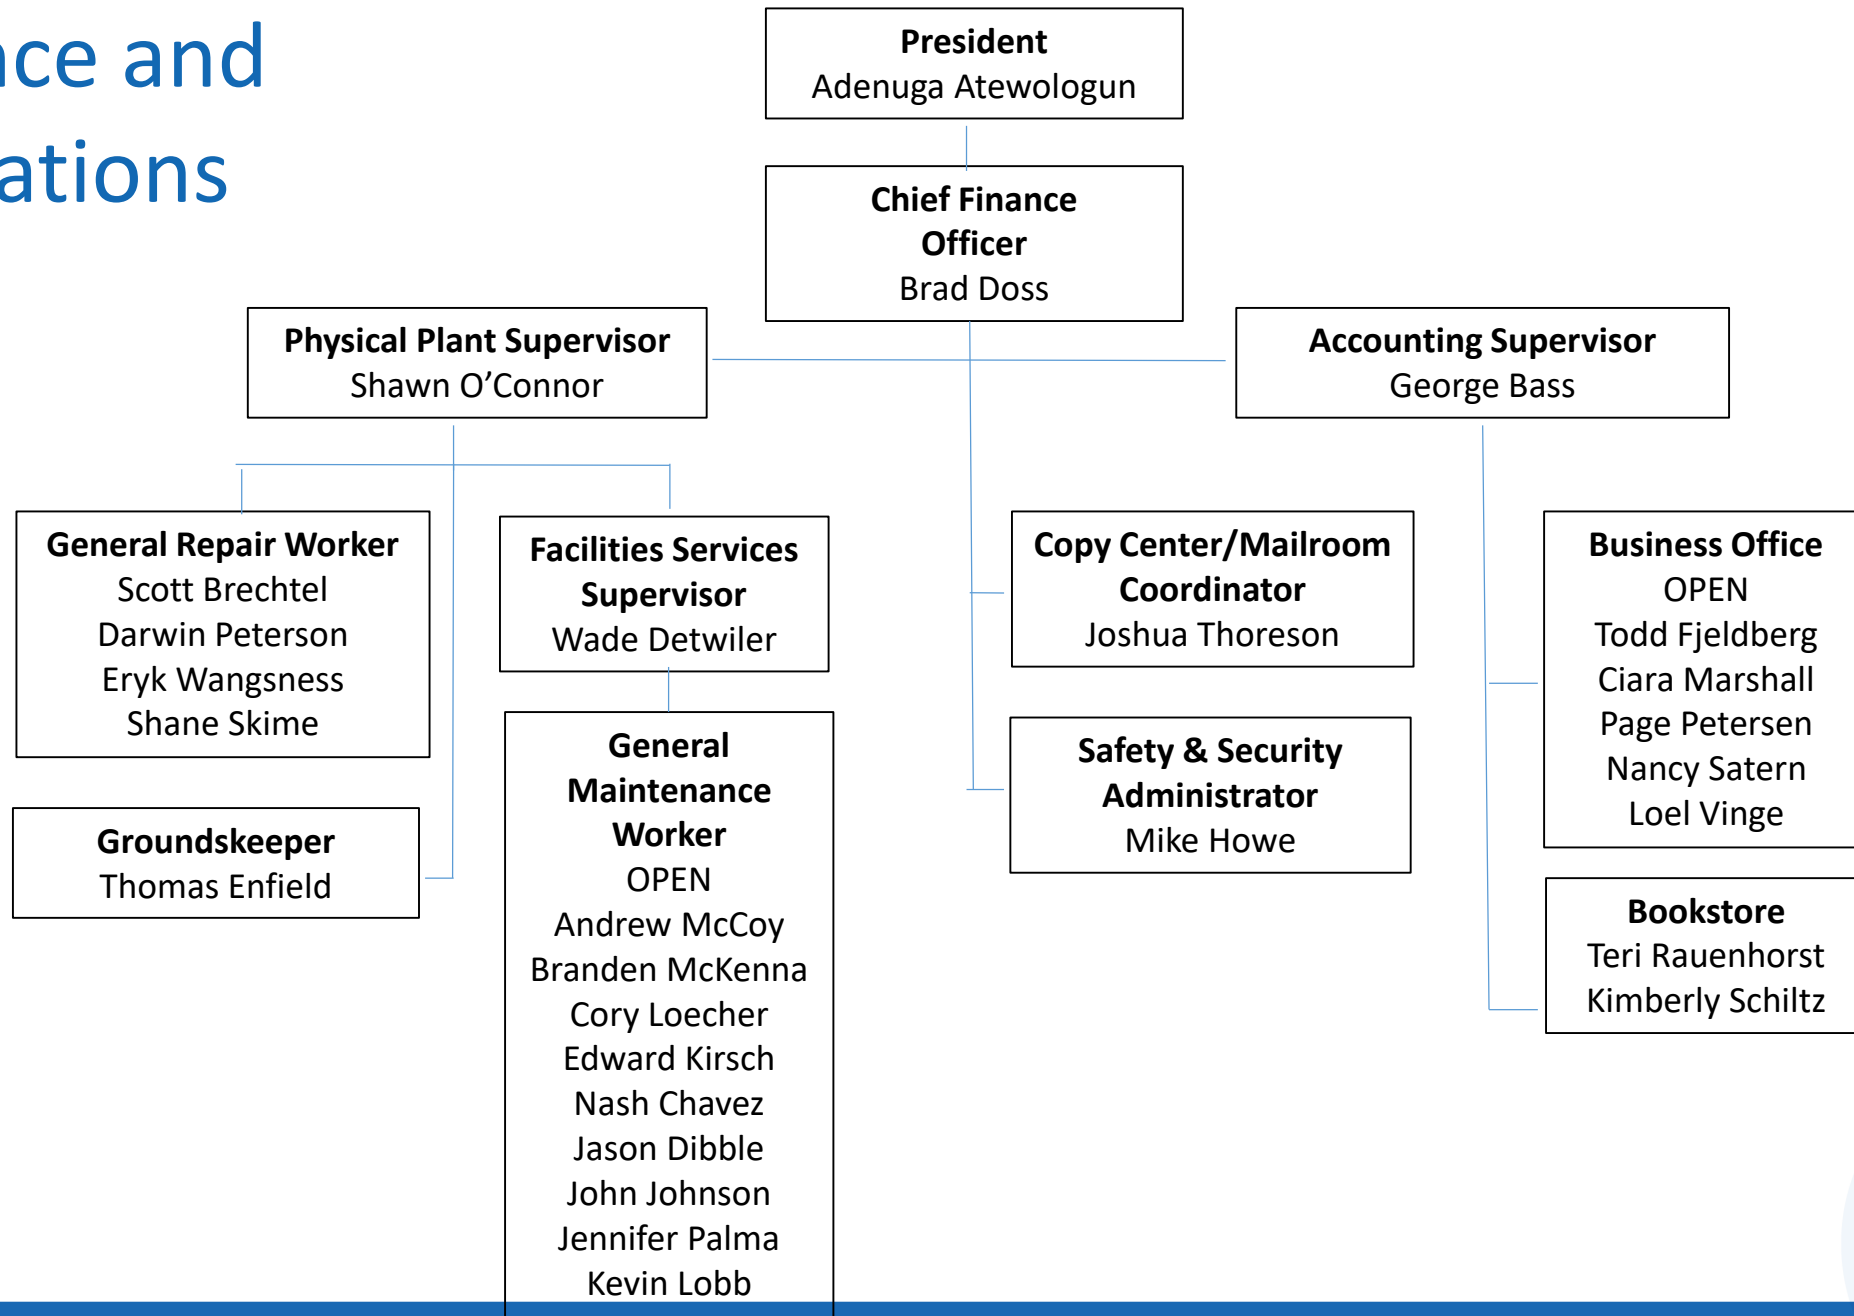 nce and
ations
President
Adenuga Atewologun
Chief Finance
Officer
Brad Doss
Physical Plant Supervisor
Shawn O’Connor
Accounting Supervisor
George Bass
General Repair Worker
Scott Brechtel
Darwin Peterson
Eryk Wangsness
Shane Skime
Groundskeeper
Thomas Enfield
Facilities Services
Supervisor
Wade Detwiler
General
Maintenance
Worker
OPEN
Andrew McCoy
Branden McKenna
Cory Loecher
Edward Kirsch
Nash Chavez
Jason Dibble
John Johnson
Jennifer Palma
Kevin Lobb
Copy Center/Mailroom
Coordinator
Joshua Thoreson
Safety & Security
Administrator
Mike Howe
Business Office
OPEN
Todd Fjeldberg
Ciara Marshall
Page Petersen
Nancy Satern
Loel Vinge
Bookstore
Teri Rauenhorst
Kimberly Schiltz